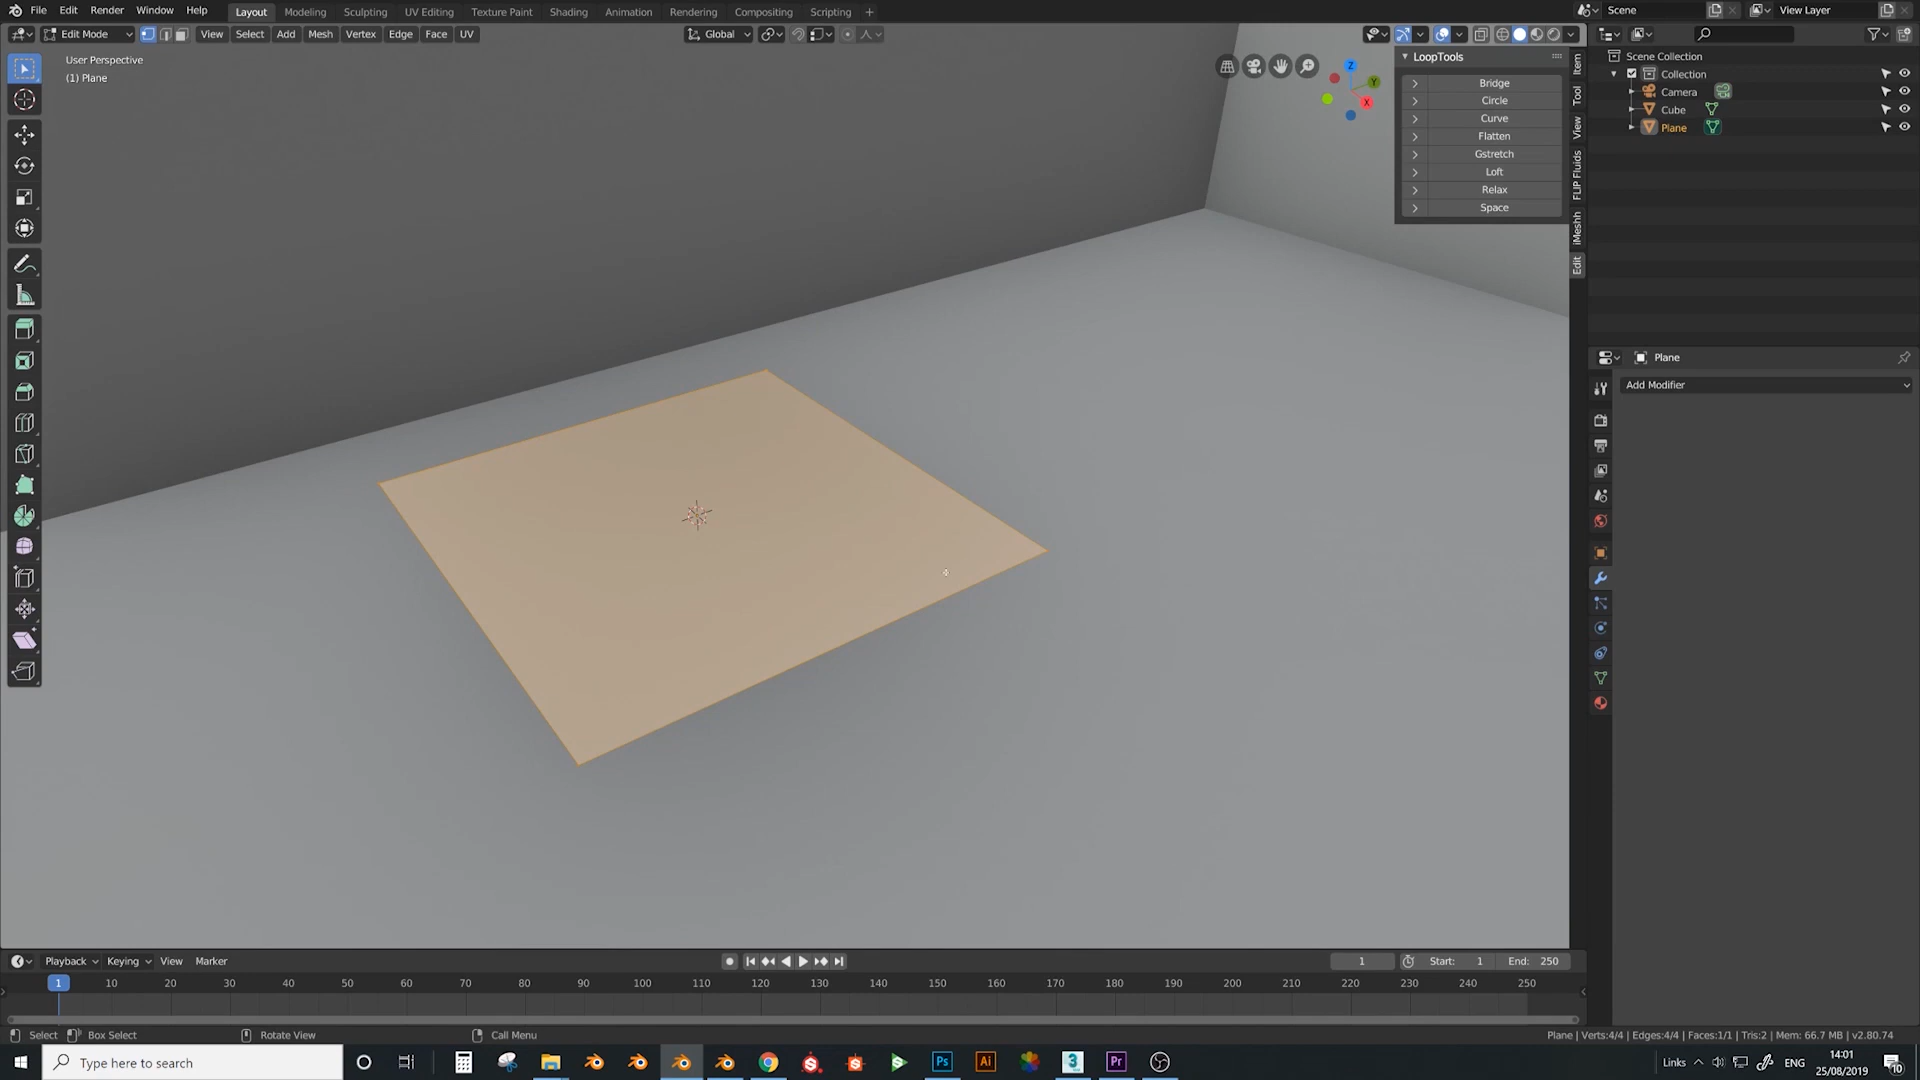 File Edit Render Window Help Layout Modeling Sculpting UV Editing Texture Paint Shading Animation Rendering Compositing Scripting + Scene View Layer
Edit Mode View Select Add Mesh Vertex Edge Face UV Global
User Perspective
(1) Plane
Z
Y
X
LoopTools
Bridge
Circle
Curve
Flatten
Gstretch
Loft
Relax
Space
Item
Tool
View
FLIP Fluids
iMeshh
Edit
Scene Collection
Collection
Camera
Cube
Plane
Plane
Add Modifier
Playback Keying View Marker 1 Start: 1 End: 250
1 10 20 30 40 50 60 70 80 90 100 110 120 130 140 150 160 170 180 190 200 210 220 230 240 250
Select Box Select Rotate View Call Menu Plane | Verts:4/4 | Edges:4/4 | Faces:1/1 | Tris:2 | Mem: 66.7 MB | v2.80.74
Type here to search Ps Ai 3 Pr Links ENG 14:01
25/08/2019
10